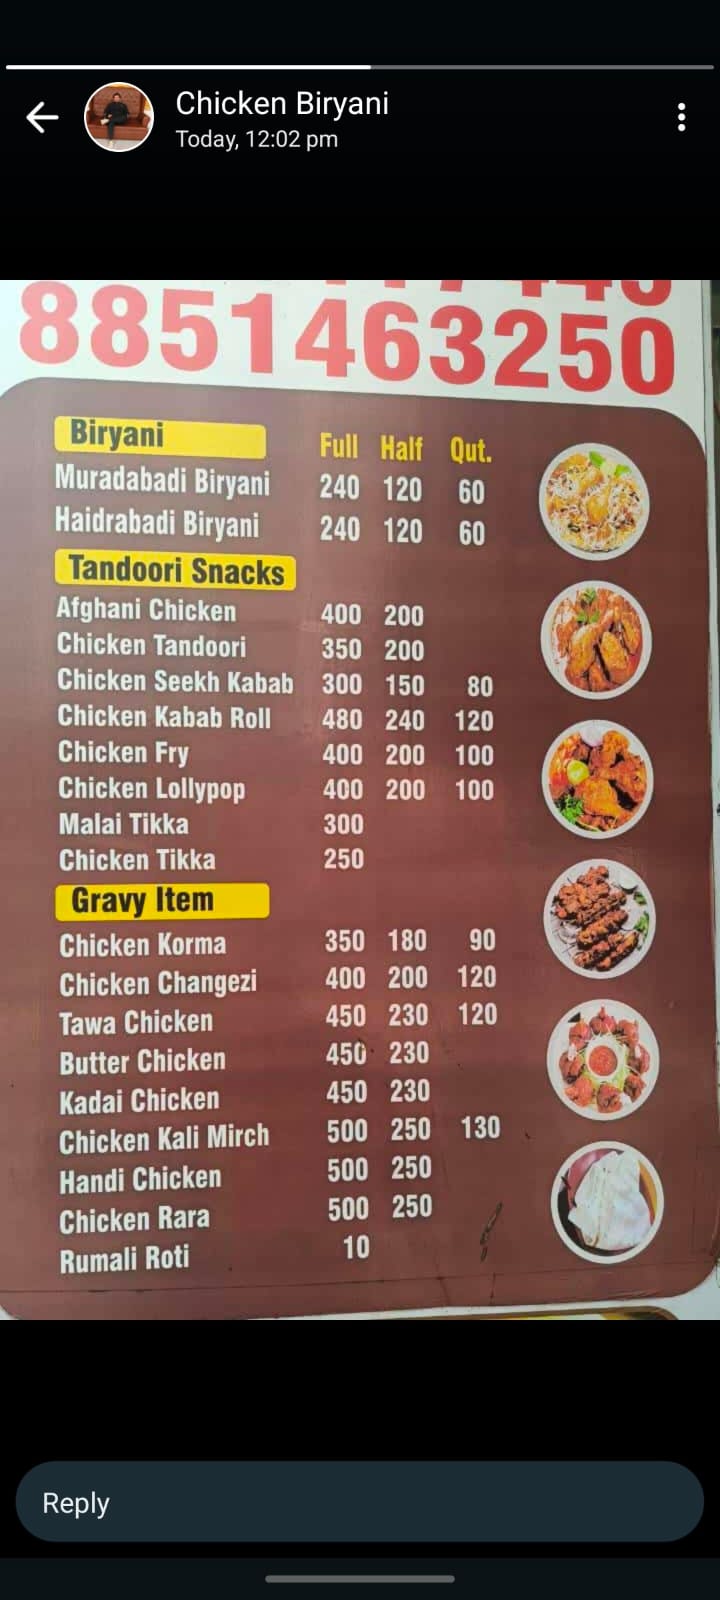 Chicken Biryani
Today, 12:02 pm
8851463250
Biryani Full Half Qut.
Muradabadi Biryani 240 120 60
Haidrabadi Biryani 240 120 60
Tandoori Snacks
Afghani Chicken 400 200
Chicken Tandoori 350 200
Chicken Seekh Kabab 300 150 80
Chicken Kabab Roll 480 240 120
Chicken Fry 400 200 100
Chicken Lollypop 400 200 100
Malai Tikka 300
Chicken Tikka 250
Gravy Item
Chicken Korma 350 180 90
Chicken Changezi 400 200 120
Tawa Chicken 450 230 120
Butter Chicken 450 230
Kadai Chicken 450 230
Chicken Kali Mirch 500 250 130
Handi Chicken 500 250
Chicken Rara 500 250
Rumali Roti 10
Reply